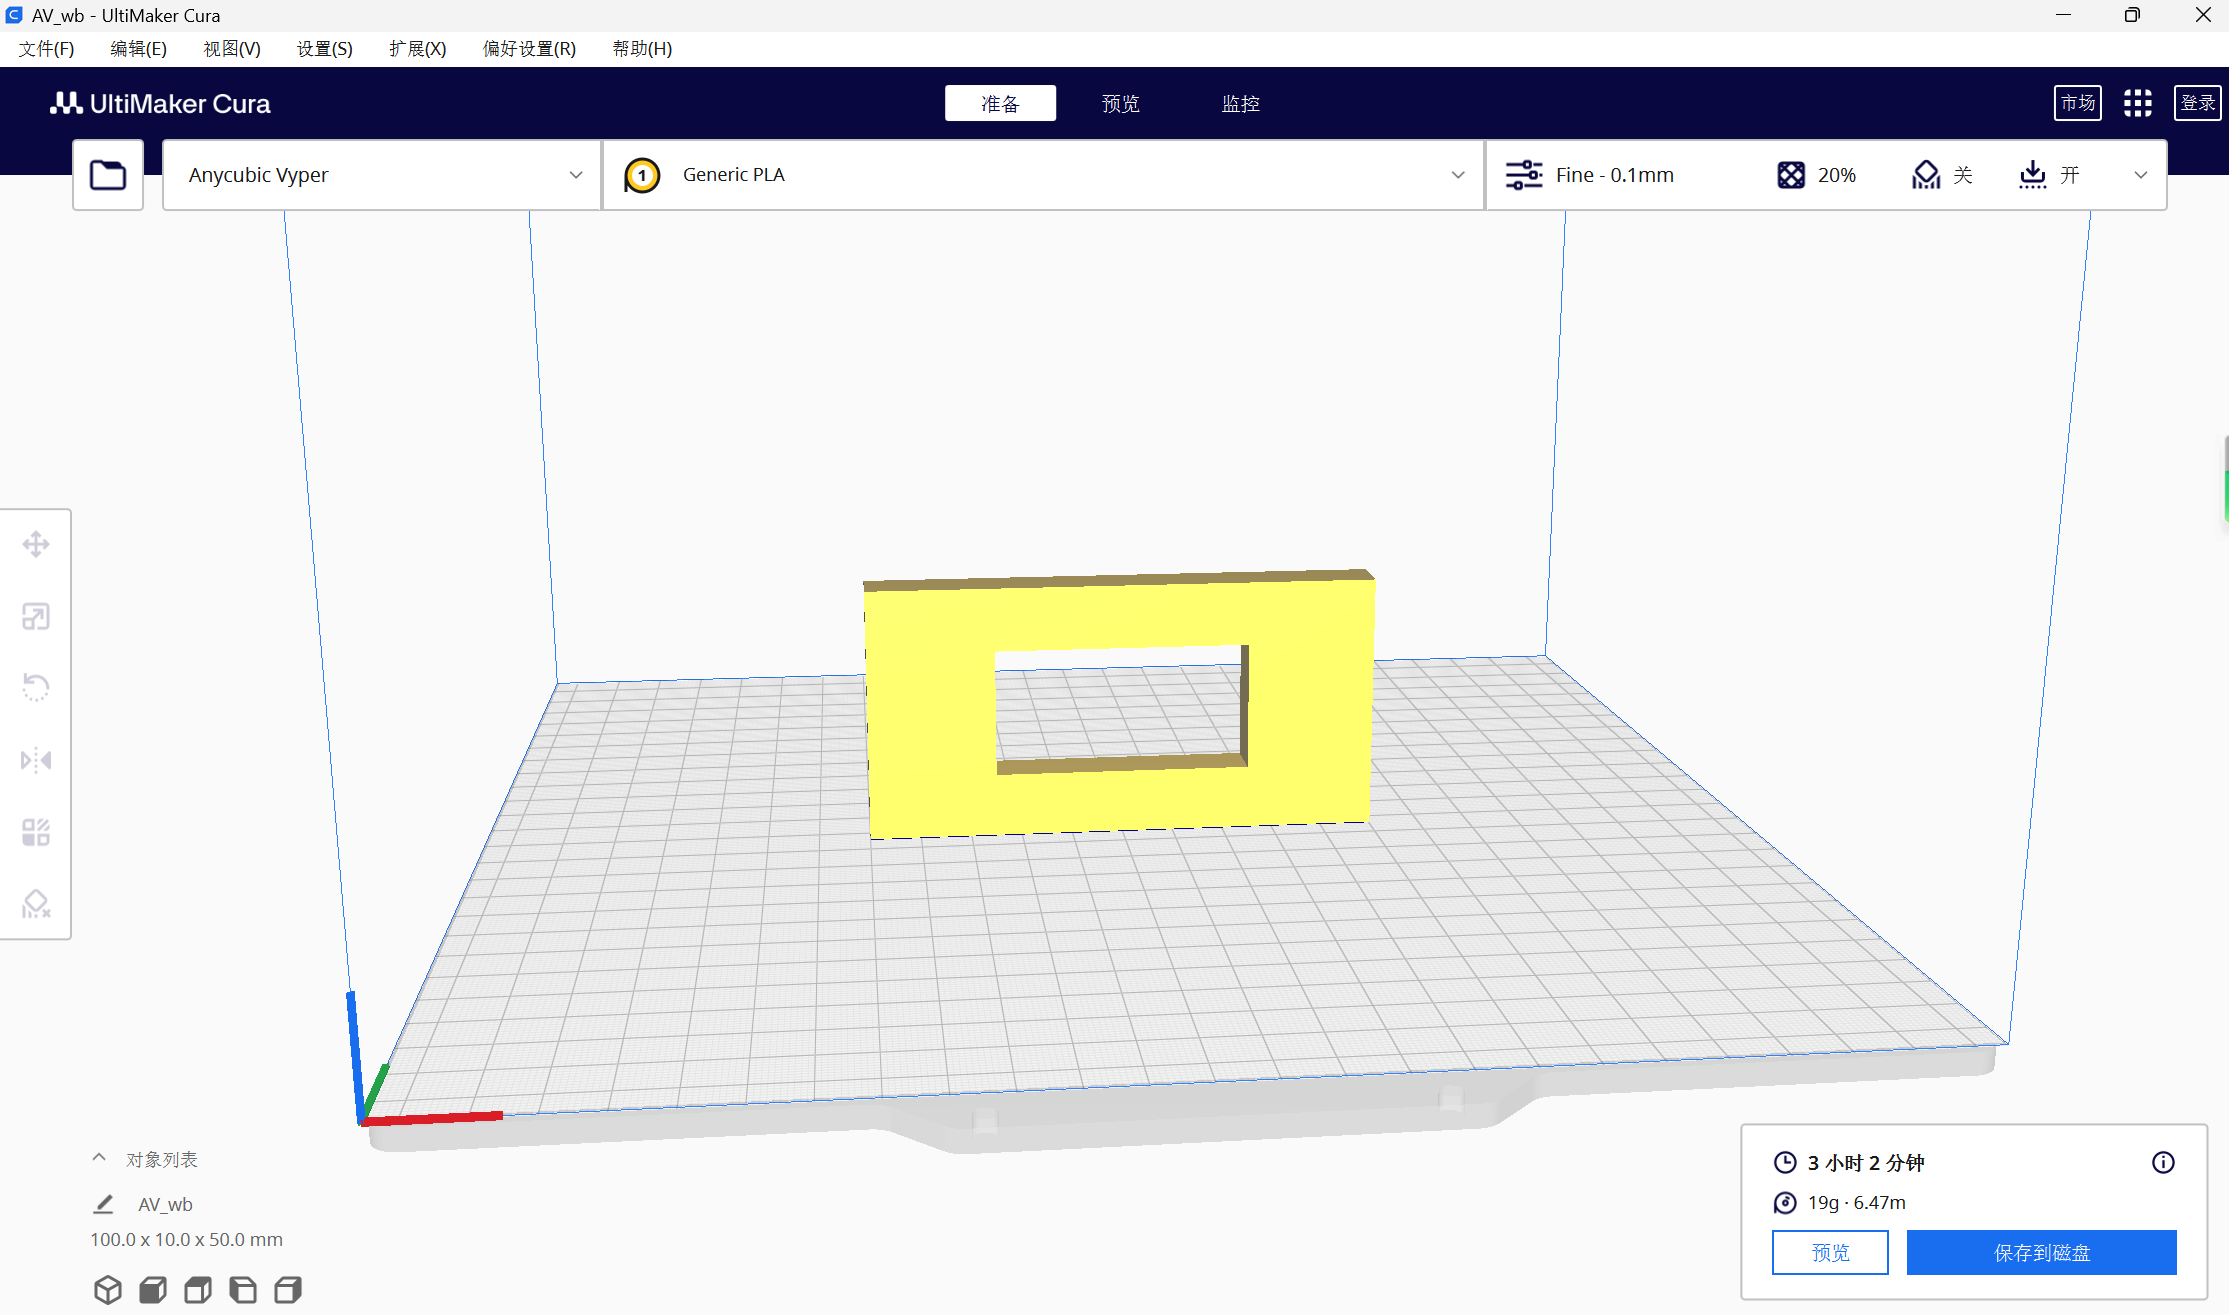 AV_wb - UltiMaker Cura
文件(F) 编辑(E) 视图(V) 设置(S) 扩展(X) 偏好设置(R) 帮助(H)
UltiMaker Cura 准备 预览 监控 市场 登录
Anycubic Vyper 1 Generic PLA Fine - 0.1mm 20% 关 开
对象列表
AV_wb
100.0 x 10.0 x 50.0 mm
3 小时 2 分钟
19g · 6.47m
预览 保存到磁盘